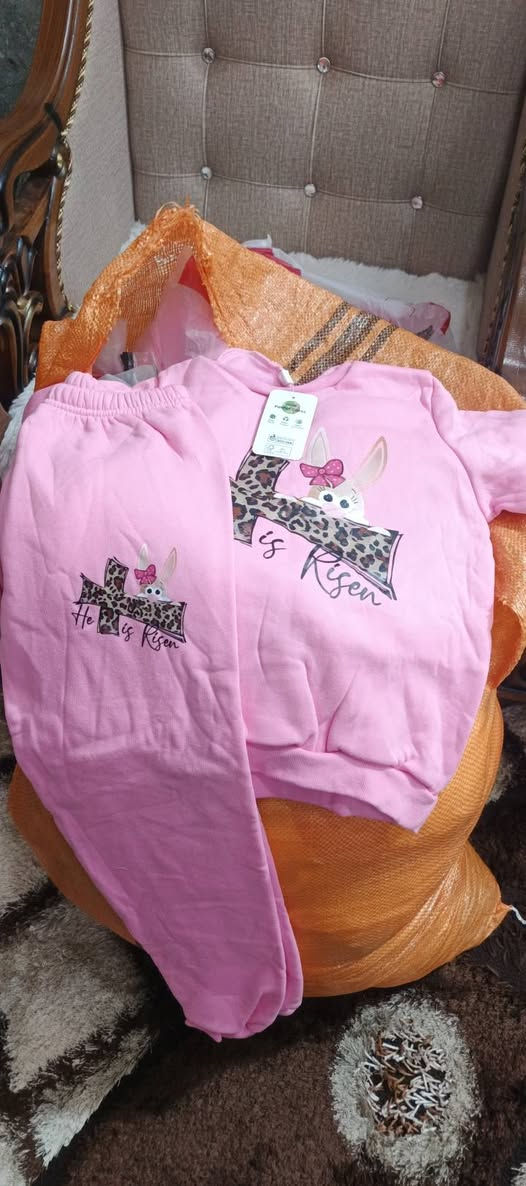 is Risen
He is Risen